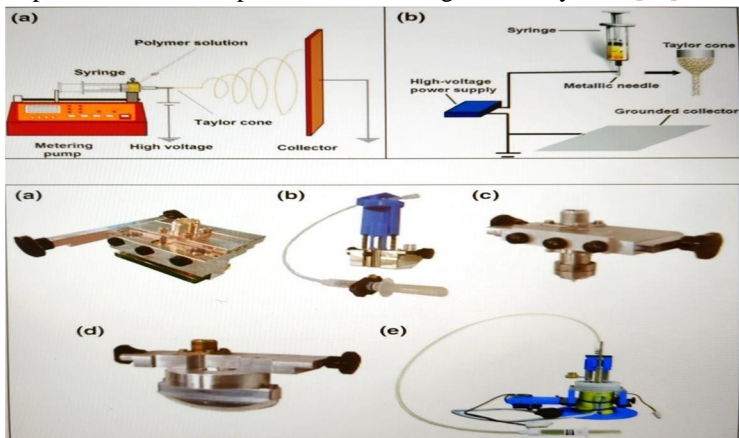 (a)
Polymer solution
Syringe
Taylor cone
Metering
pump
High voltage
Collector
(b)
Syringe
Taylor cone
High-voltage
power supply
Metallic needle
Grounded collector
(a)
(b)
(c)
(d)
(e)